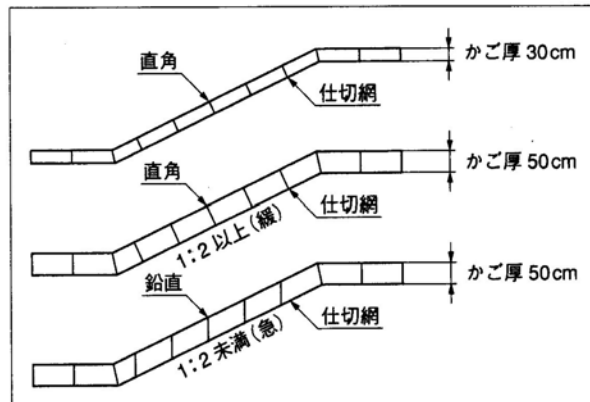 直角
かご厚 30cm
仕切網
直角
かご厚 50cm
仕切網
1:2 以上(緩)
鉛直
かご厚 50cm
仕切網
1:2 未満(急)